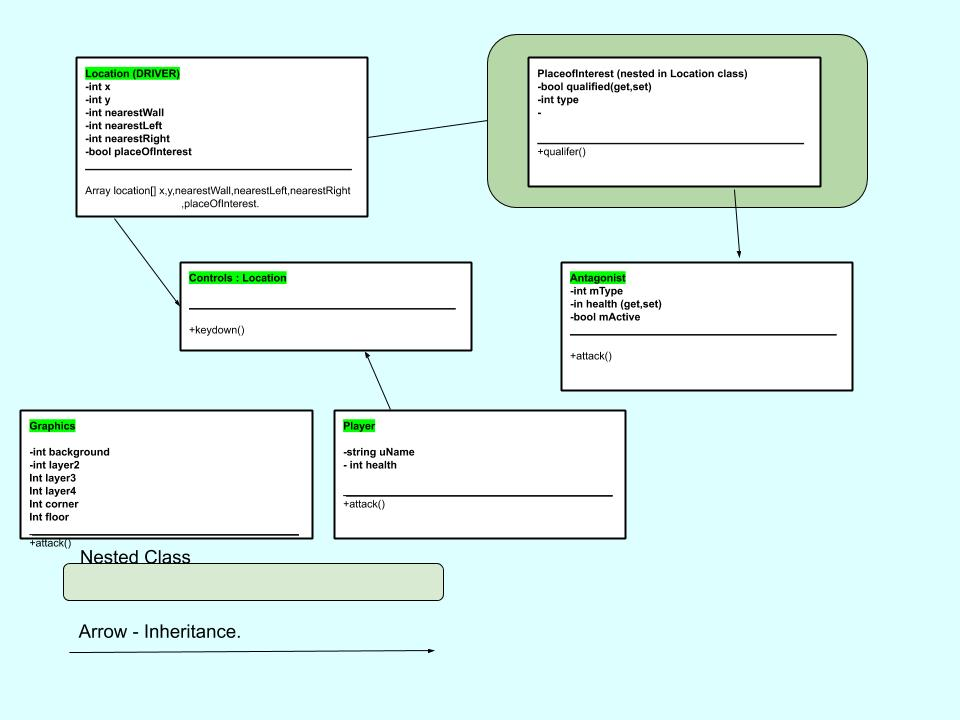 Location (DRIVER)
-int x
-int y
-int nearestWall
-int nearestLeft
-int nearestRight
-bool placeOfInterest
Array location[] x,y,nearestWall,nearestLeft,nearestRight
,placeOfInterest.
PlaceofInterest (nested in Location class)
-bool qualified(get,set)
-int type
-
+qualifer()
Controls : Location
+keydown()
Antagonist
-int mType
-in health (get,set)
-bool mActive
+attack()
Graphics
-int background
-int layer2
Int layer3
Int layer4
Int corner
Int floor
+attack()
Player
-string uName
- int health
+attack()
Nested Class
Arrow - Inheritance.